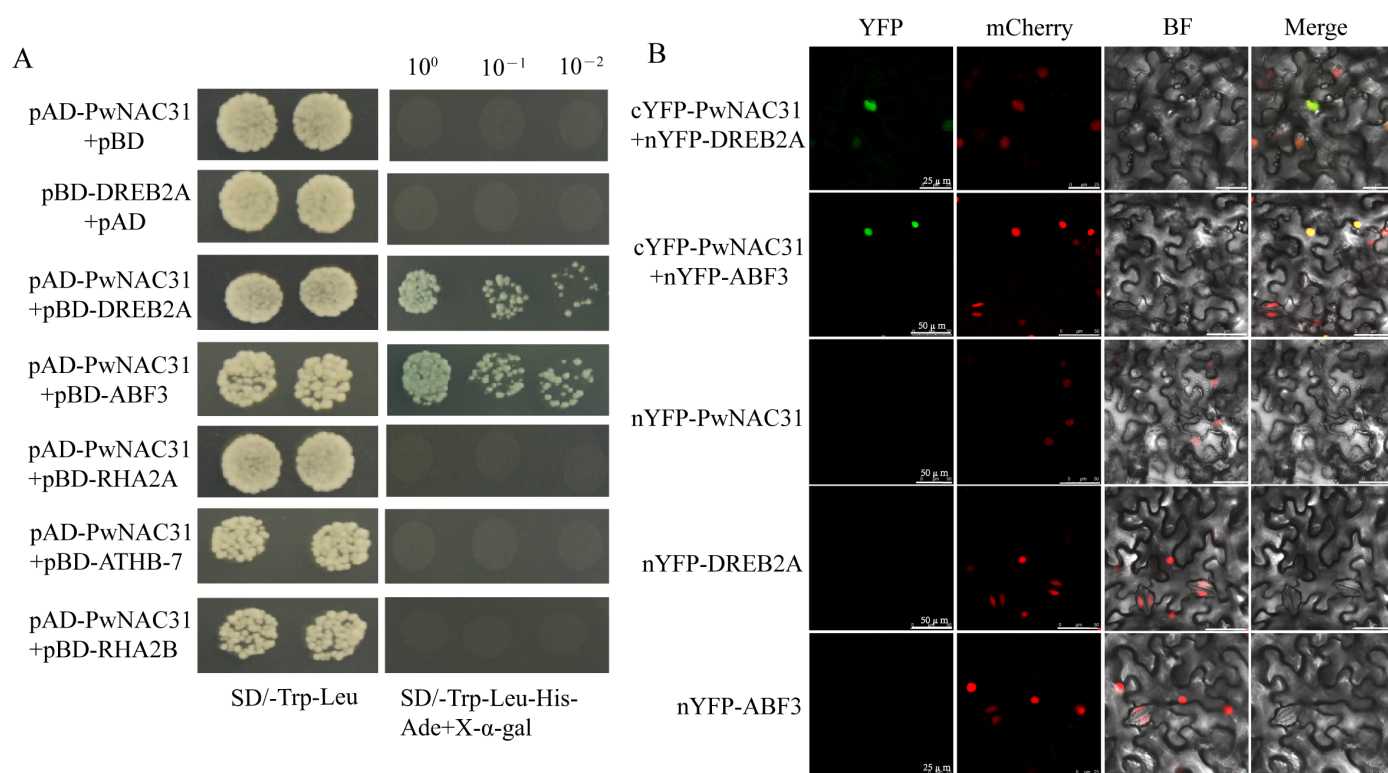 A
10⁰ 10⁻¹ 10⁻²
pAD-PwNAC31
+pBD
pBD-DREB2A
+pAD
pAD-PwNAC31
+pBD-DREB2A
pAD-PwNAC31
+pBD-ABF3
pAD-PwNAC31
+pBD-RHA2A
pAD-PwNAC31
+pBD-ATHB-7
pAD-PwNAC31
+pBD-RHA2B
SD/-Trp-Leu
SD/-Trp-Leu-His-
Ade+X-α-gal
B
YFP mCherry BF Merge
cYFP-PwNAC31
+nYFP-DREB2A
25 μm
cYFP-PwNAC31
+nYFP-ABF3
50 μm
nYFP-PwNAC31
50 μm
nYFP-DREB2A
50 μm
nYFP-ABF3
25 μm